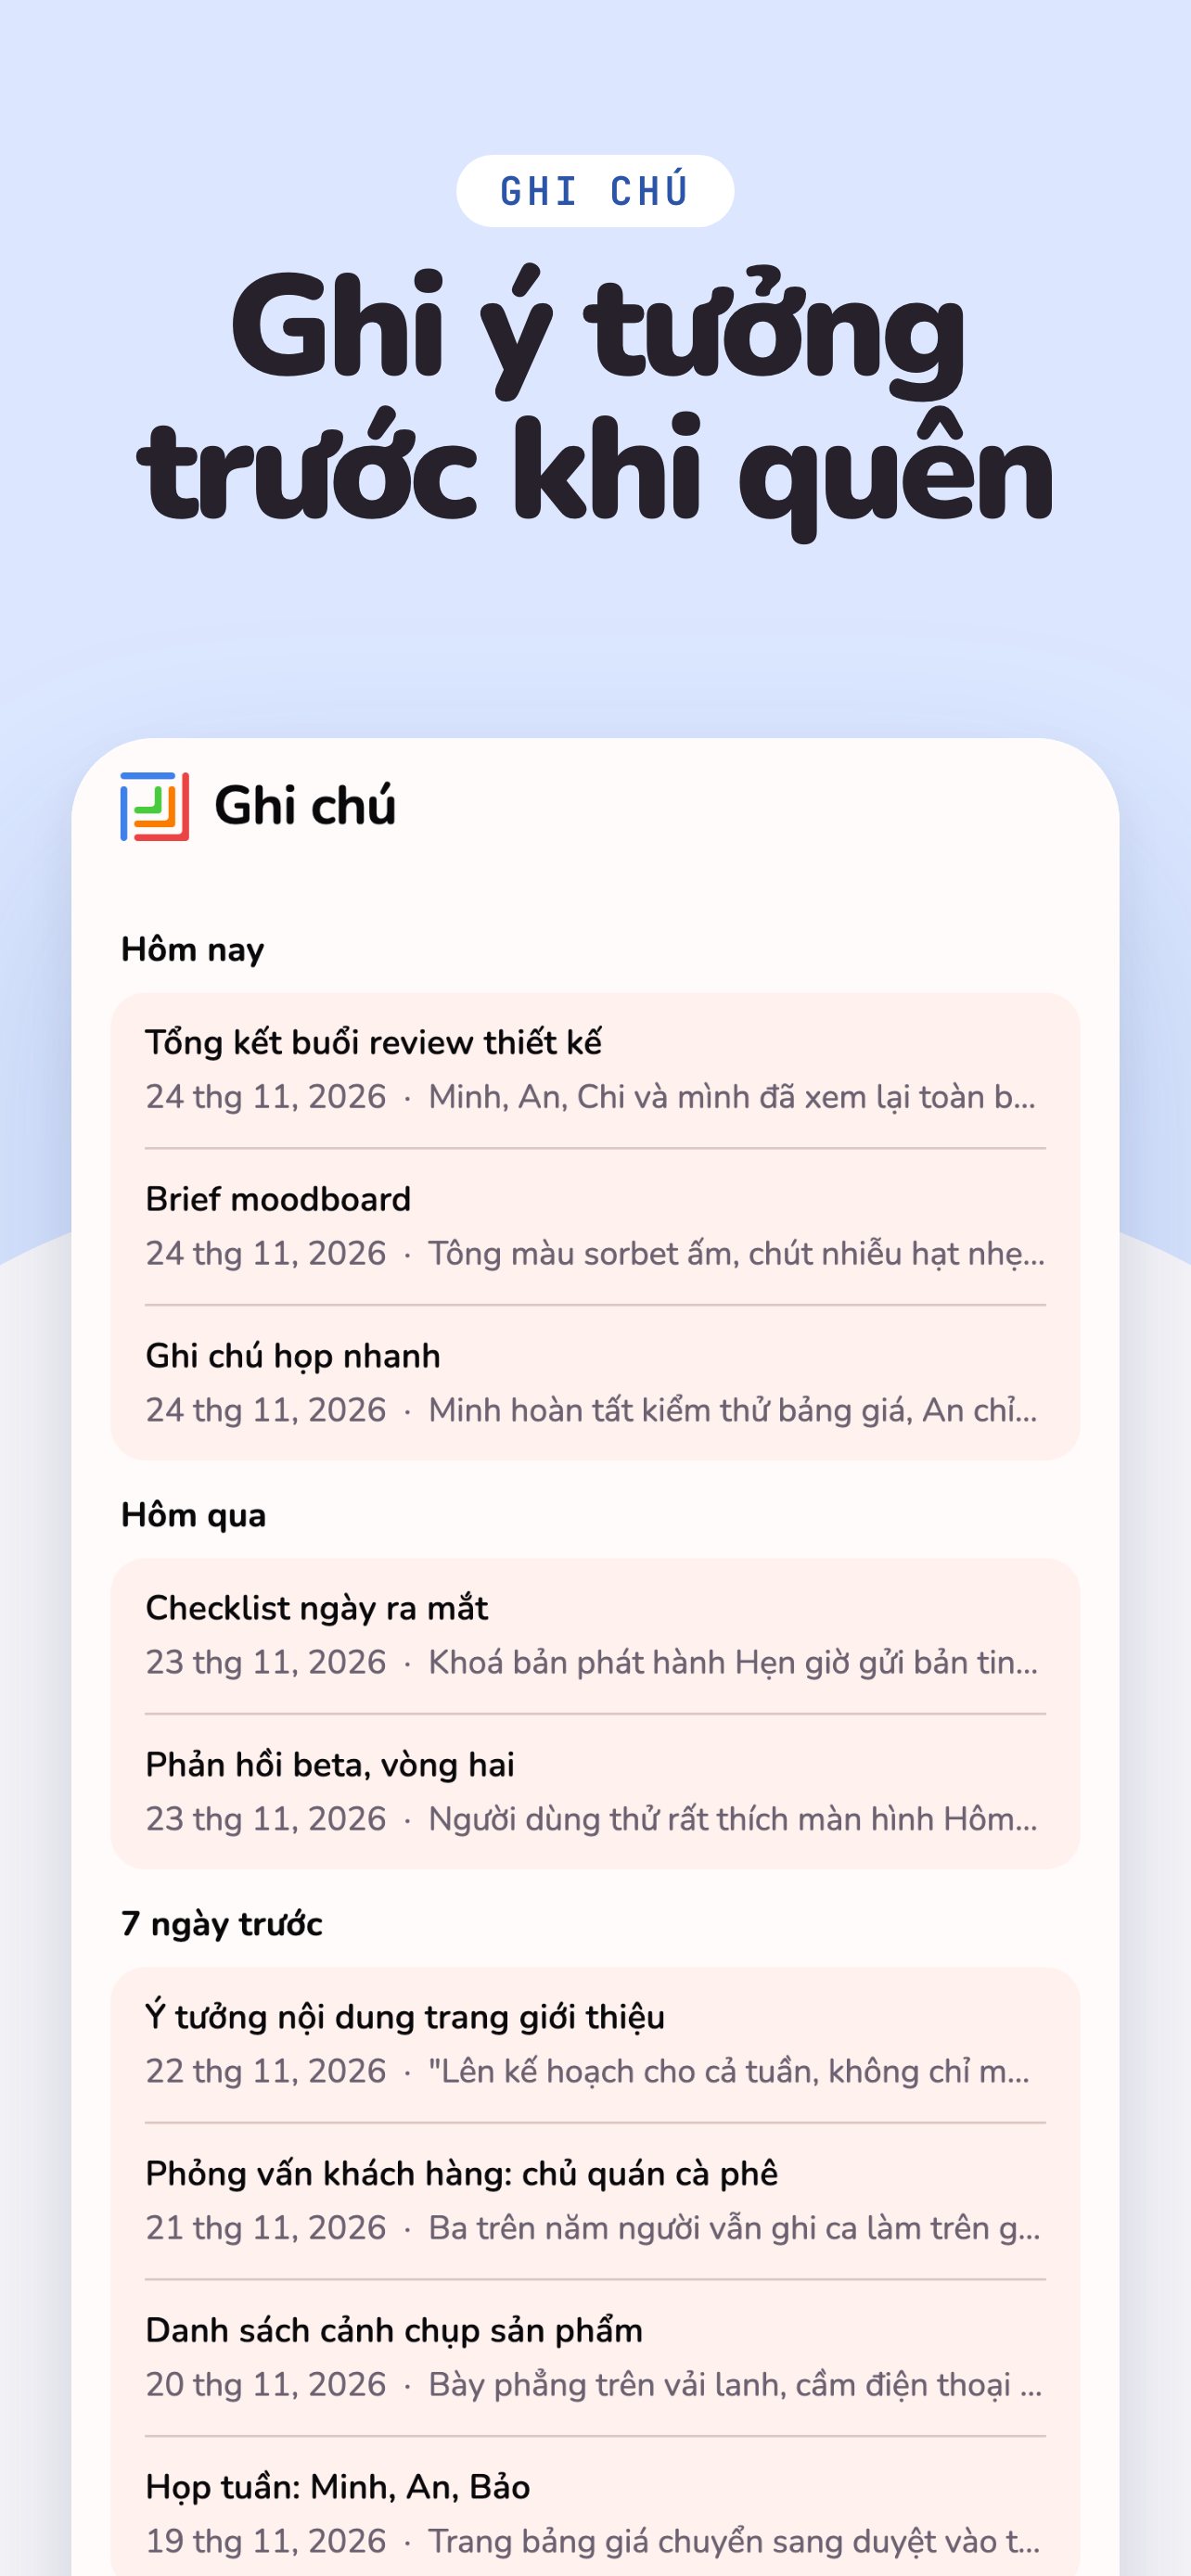 GHI CHÚ
Ghi ý tưởng
trước khi quên
Ghi chú
Hôm nay
Tổng kết buổi review thiết kế
24 thg 11, 2026 · Minh, An, Chi và mình đã xem lại toàn b...
Brief moodboard
24 thg 11, 2026 · Tông màu sorbet ấm, chút nhiễu hạt nhẹ...
Ghi chú họp nhanh
24 thg 11, 2026 · Minh hoàn tất kiểm thử bảng giá, An chỉ...
Hôm qua
Checklist ngày ra mắt
23 thg 11, 2026 · Khoá bản phát hành Hẹn giờ gửi bản tin...
Phản hồi beta, vòng hai
23 thg 11, 2026 · Người dùng thử rất thích màn hình Hôm...
7 ngày trước
Ý tưởng nội dung trang giới thiệu
22 thg 11, 2026 · "Lên kế hoạch cho cả tuần, không chỉ m...
Phỏng vấn khách hàng: chủ quán cà phê
21 thg 11, 2026 · Ba trên năm người vẫn ghi ca làm trên g...
Danh sách cảnh chụp sản phẩm
20 thg 11, 2026 · Bày phẳng trên vải lanh, cầm điện thoại ...
Họp tuần: Minh, An, Bảo
19 thg 11, 2026 · Trang bảng giá chuyển sang duyệt vào t...